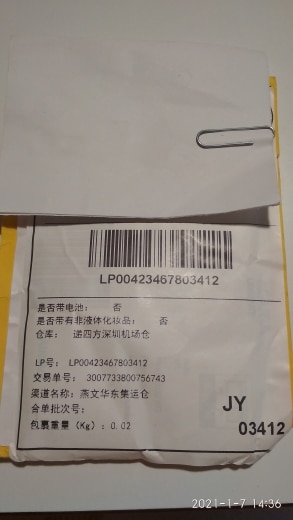 LP00423467803412
是否带电池： 否
是否带有非液体化妆品： 否
仓库： 递四方深圳机场仓
LP号： LP00423467803412
交易单号： 3007733800756743
渠道名称：燕文华东集运仓
合单批次号：
包裹重量（Kg）：0.02
JY
03412
2021-1-7 14:36